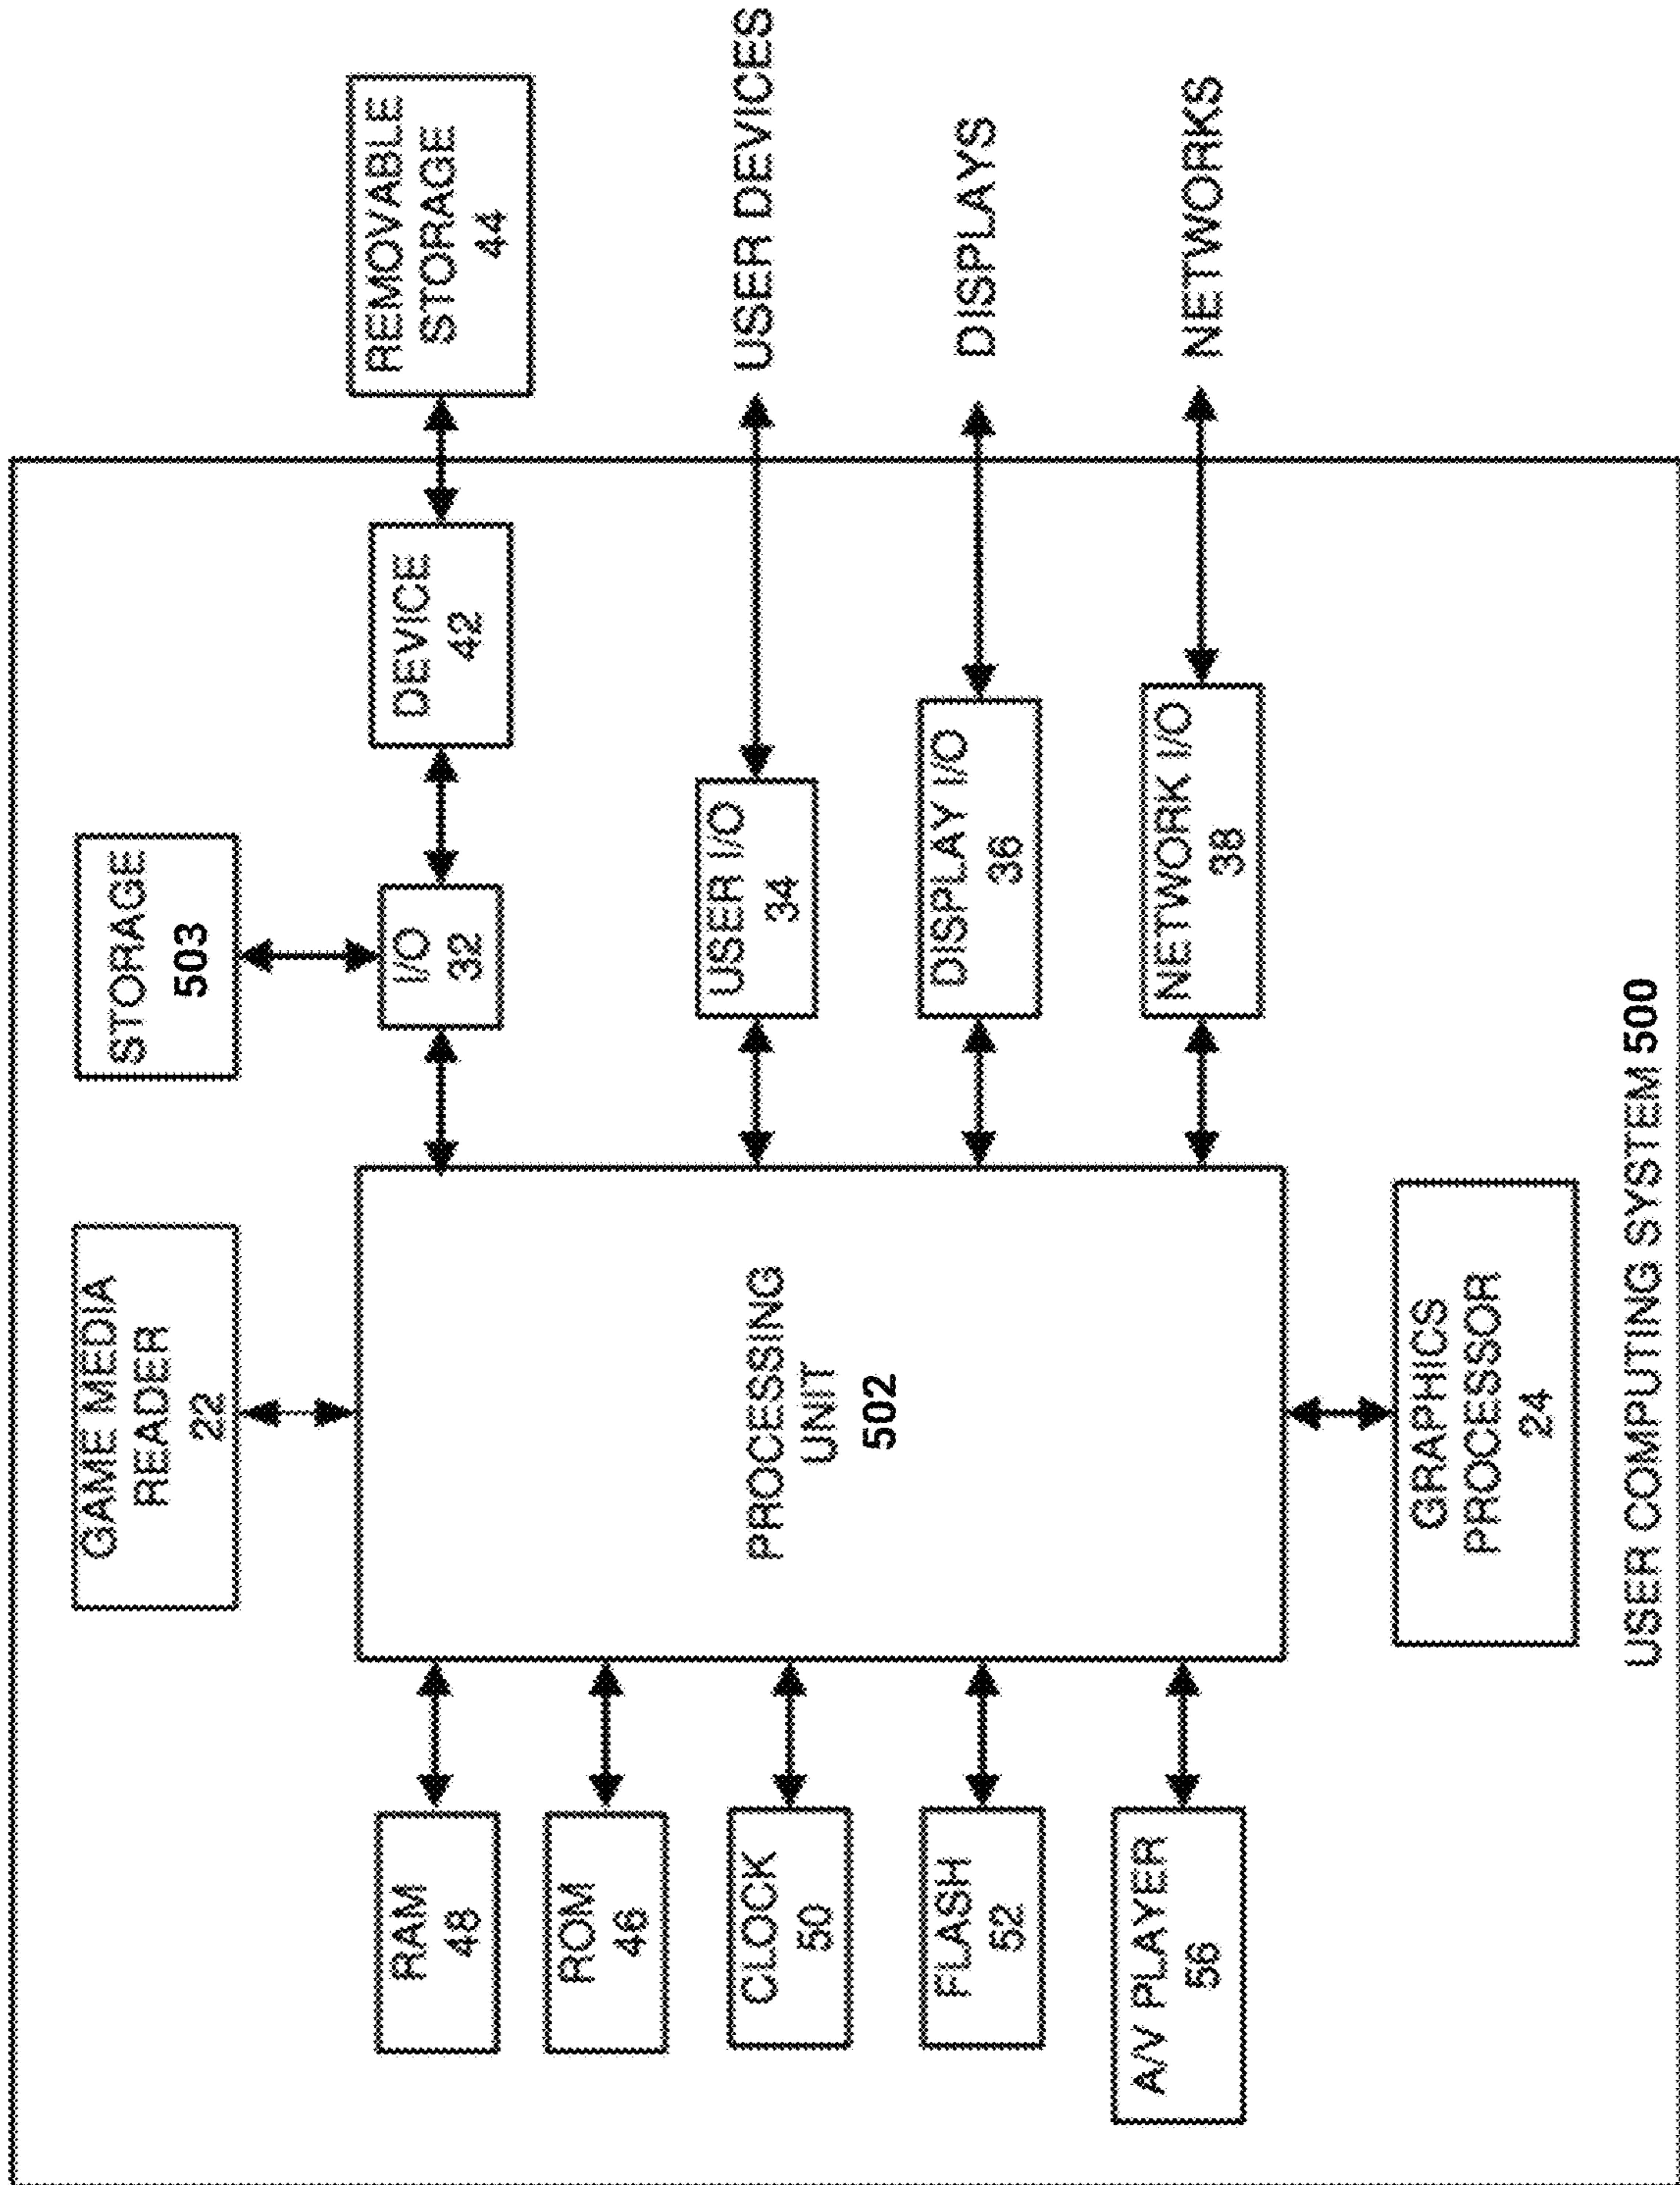 GAME MEDIA
READER
22
STORAGE
503
RAM
48
ROM
46
CLOCK
50
FLASH
52
A/V PLAYER
56
PROCESSING
UNIT
502
I/O
32
DEVICE
42
REMOVABLE
STORAGE
44
USER I/O
34
USER DEVICES
DISPLAY I/O
36
DISPLAYS
NETWORK I/O
38
NETWORKS
GRAPHICS
PROCESSOR
24
USER COMPUTING SYSTEM 500